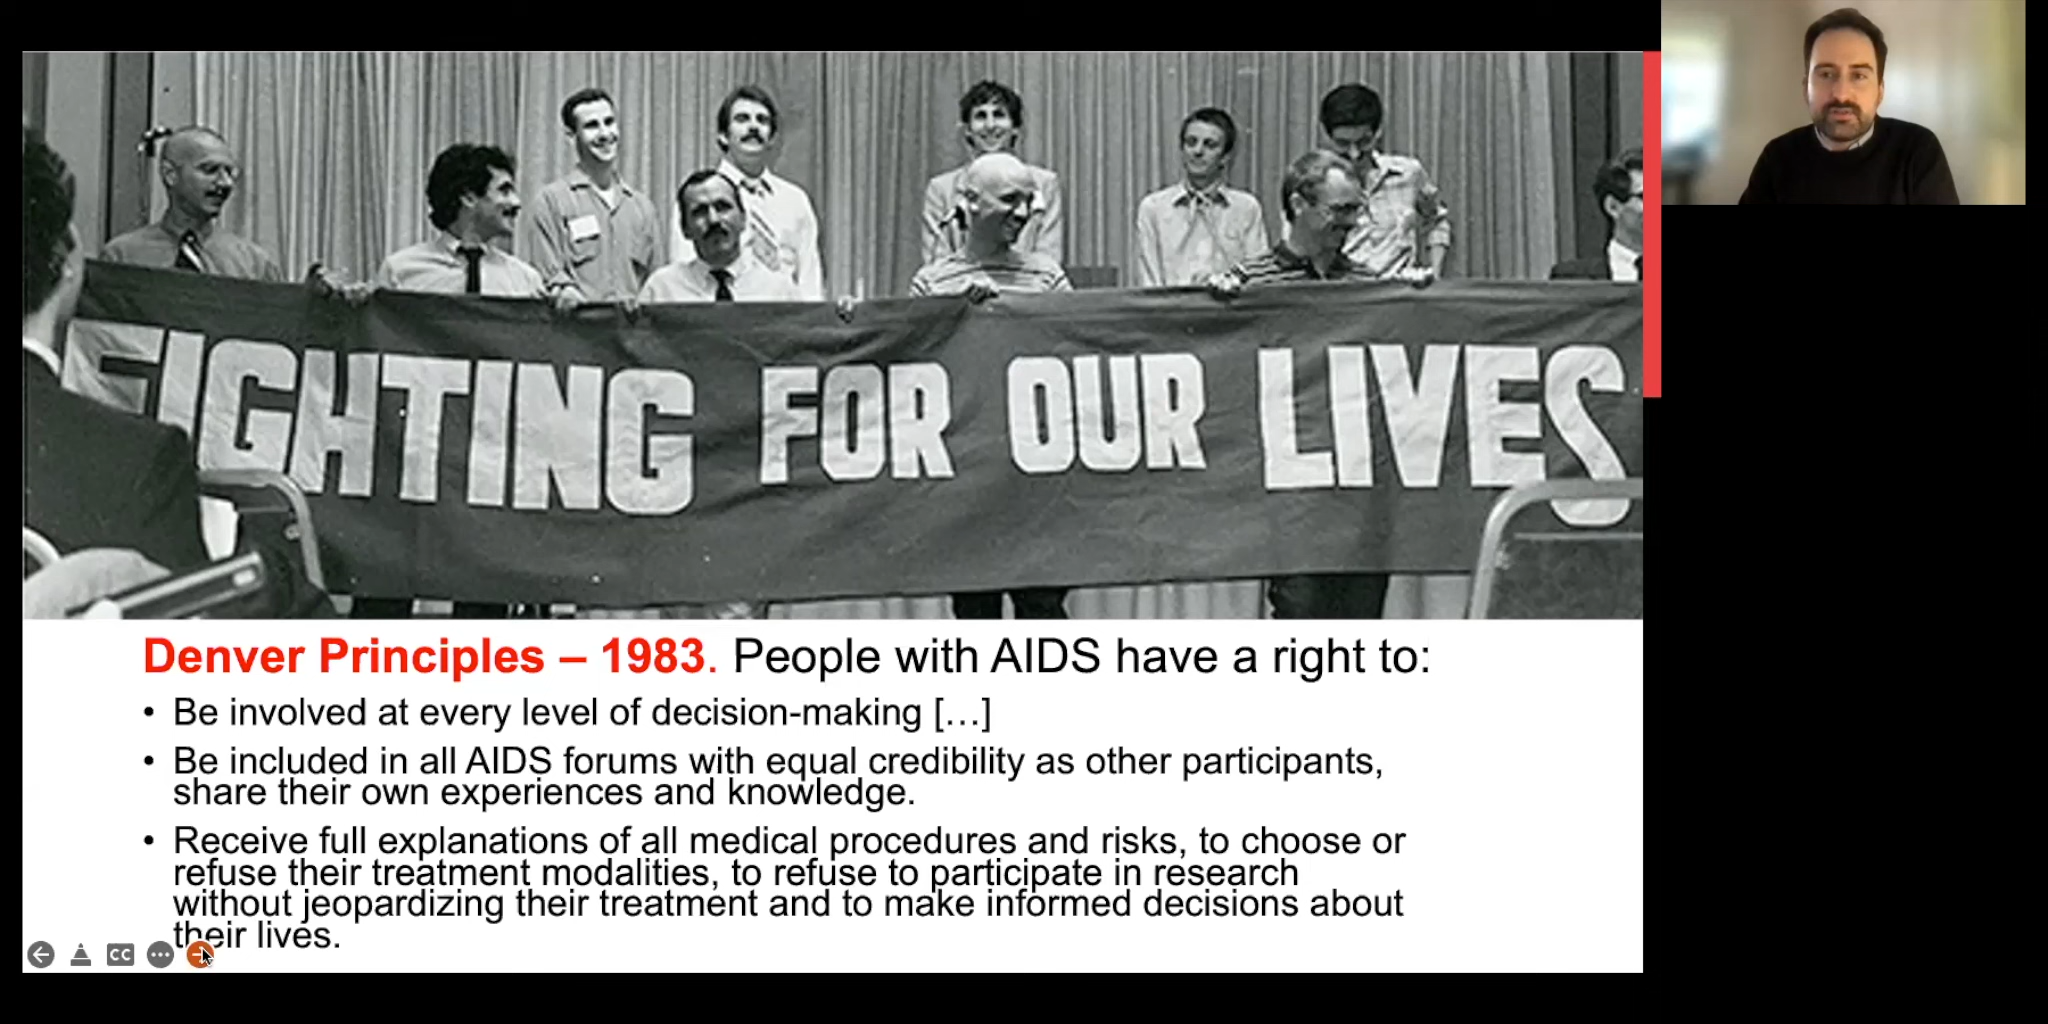 FIGHTING FOR OUR LIVES
Denver Principles – 1983. People with AIDS have a right to:
• Be involved at every level of decision-making […]
• Be included in all AIDS forums with equal credibility as other participants,
share their own experiences and knowledge.
• Receive full explanations of all medical procedures and risks, to choose or
refuse their treatment modalities, to refuse to participate in research
without jeopardizing their treatment and to make informed decisions about
their lives.
CC